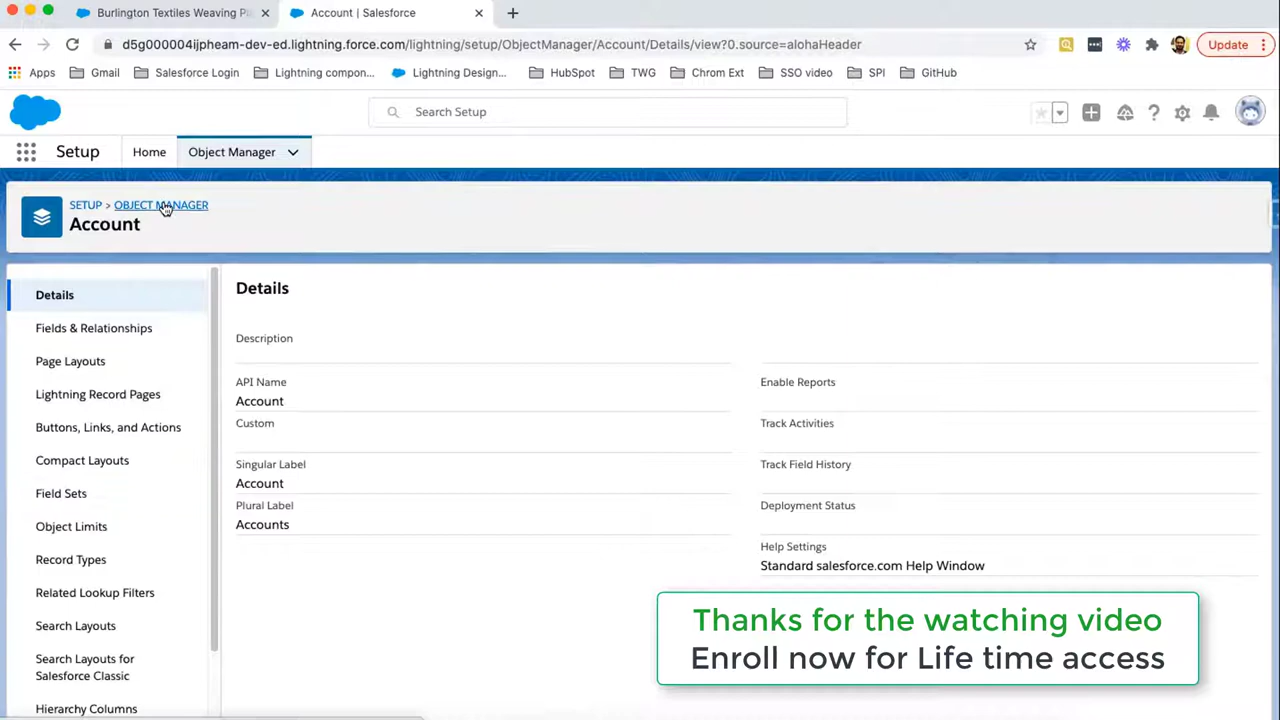 Burlington Textiles Weaving Pl
Account | Salesforce
d5g000004ijpheam-dev-ed.lightning.force.com/lightning/setup/ObjectManager/Account/Details/view?0.source=alohaHeader
Update
Apps
Gmail
Salesforce Login
Lightning compon...
Lightning Design...
HubSpot
TWG
Chrom Ext
SSO video
SPI
GitHub
Search Setup
Setup
Home
Object Manager
SETUP > OBJECT MANAGER
Account
Details
Fields & Relationships
Page Layouts
Lightning Record Pages
Buttons, Links, and Actions
Compact Layouts
Field Sets
Object Limits
Record Types
Related Lookup Filters
Search Layouts
Search Layouts for
Salesforce Classic
Hierarchy Columns
Details
Description
API Name
Account
Custom
Singular Label
Account
Plural Label
Accounts
Enable Reports
Track Activities
Track Field History
Deployment Status
Help Settings
Standard salesforce.com Help Window
Thanks for the watching video
Enroll now for Life time access